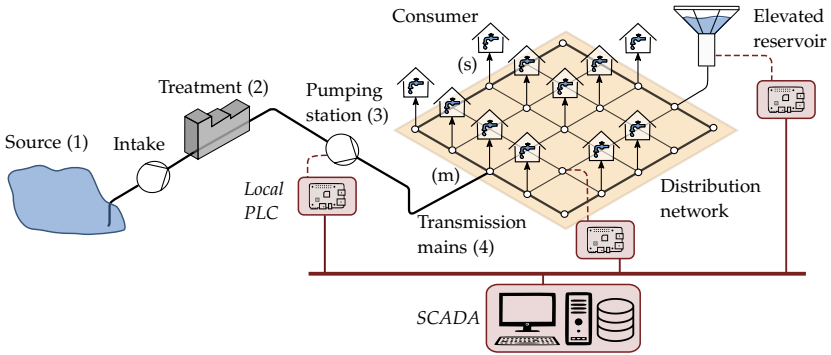 Consumer
Elevated
reservoir
(s)
Treatment (2)
Pumping
station (3)
Source (1)
Intake
(m)
Local
PLC
Transmission
mains (4)
Distribution
network
SCADA